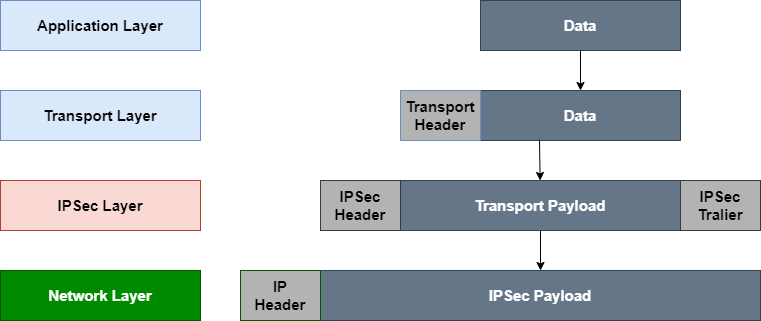 Application Layer
Data
Transport Layer
Transport
Header
Data
IPSec Layer
IPSec
Header
Transport Payload
IPSec
Tralier
Network Layer
IP
Header
IPSec Payload